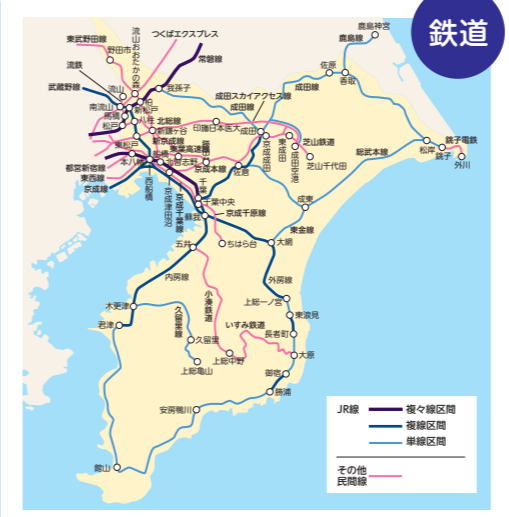 鉄道
鹿島神宮
鹿島線
つくばエクスプレス
流山おおたかの森
東武野田線
野田市
常磐線
佐原
香取
流鉄
武蔵野線
流山
柏
我孫子
成田スカイアクセス線
成田線
成田線
南流山
馬橋
松戸
新松戸
八柱
北総線
新鎌ケ谷
印旛日本医大
成田
京成成田
東成田
成田空港
芝山鉄道
芝山千代田
総武本線
松岸
銚子電鉄
銚子
外川
新京成線
東松戸
東葉高速線
本八幡
京成本線
佐倉
都営新宿線
東西線
京成線
西船橋
京成津田沼
京成千葉線
千葉
千葉中央
蘇我
京成千原線
成東
東金線
五井
ちはら台
大網
内房線
外房線
木更津
君津
小湊鉄道
上総一ノ宮
東浪見
久留里線
久留里
いすみ鉄道
長者町
上総中野
大原
上総亀山
御宿
勝浦
安房鴨川
館山
JR線
複々線区間
複線区間
単線区間
その他
民間線